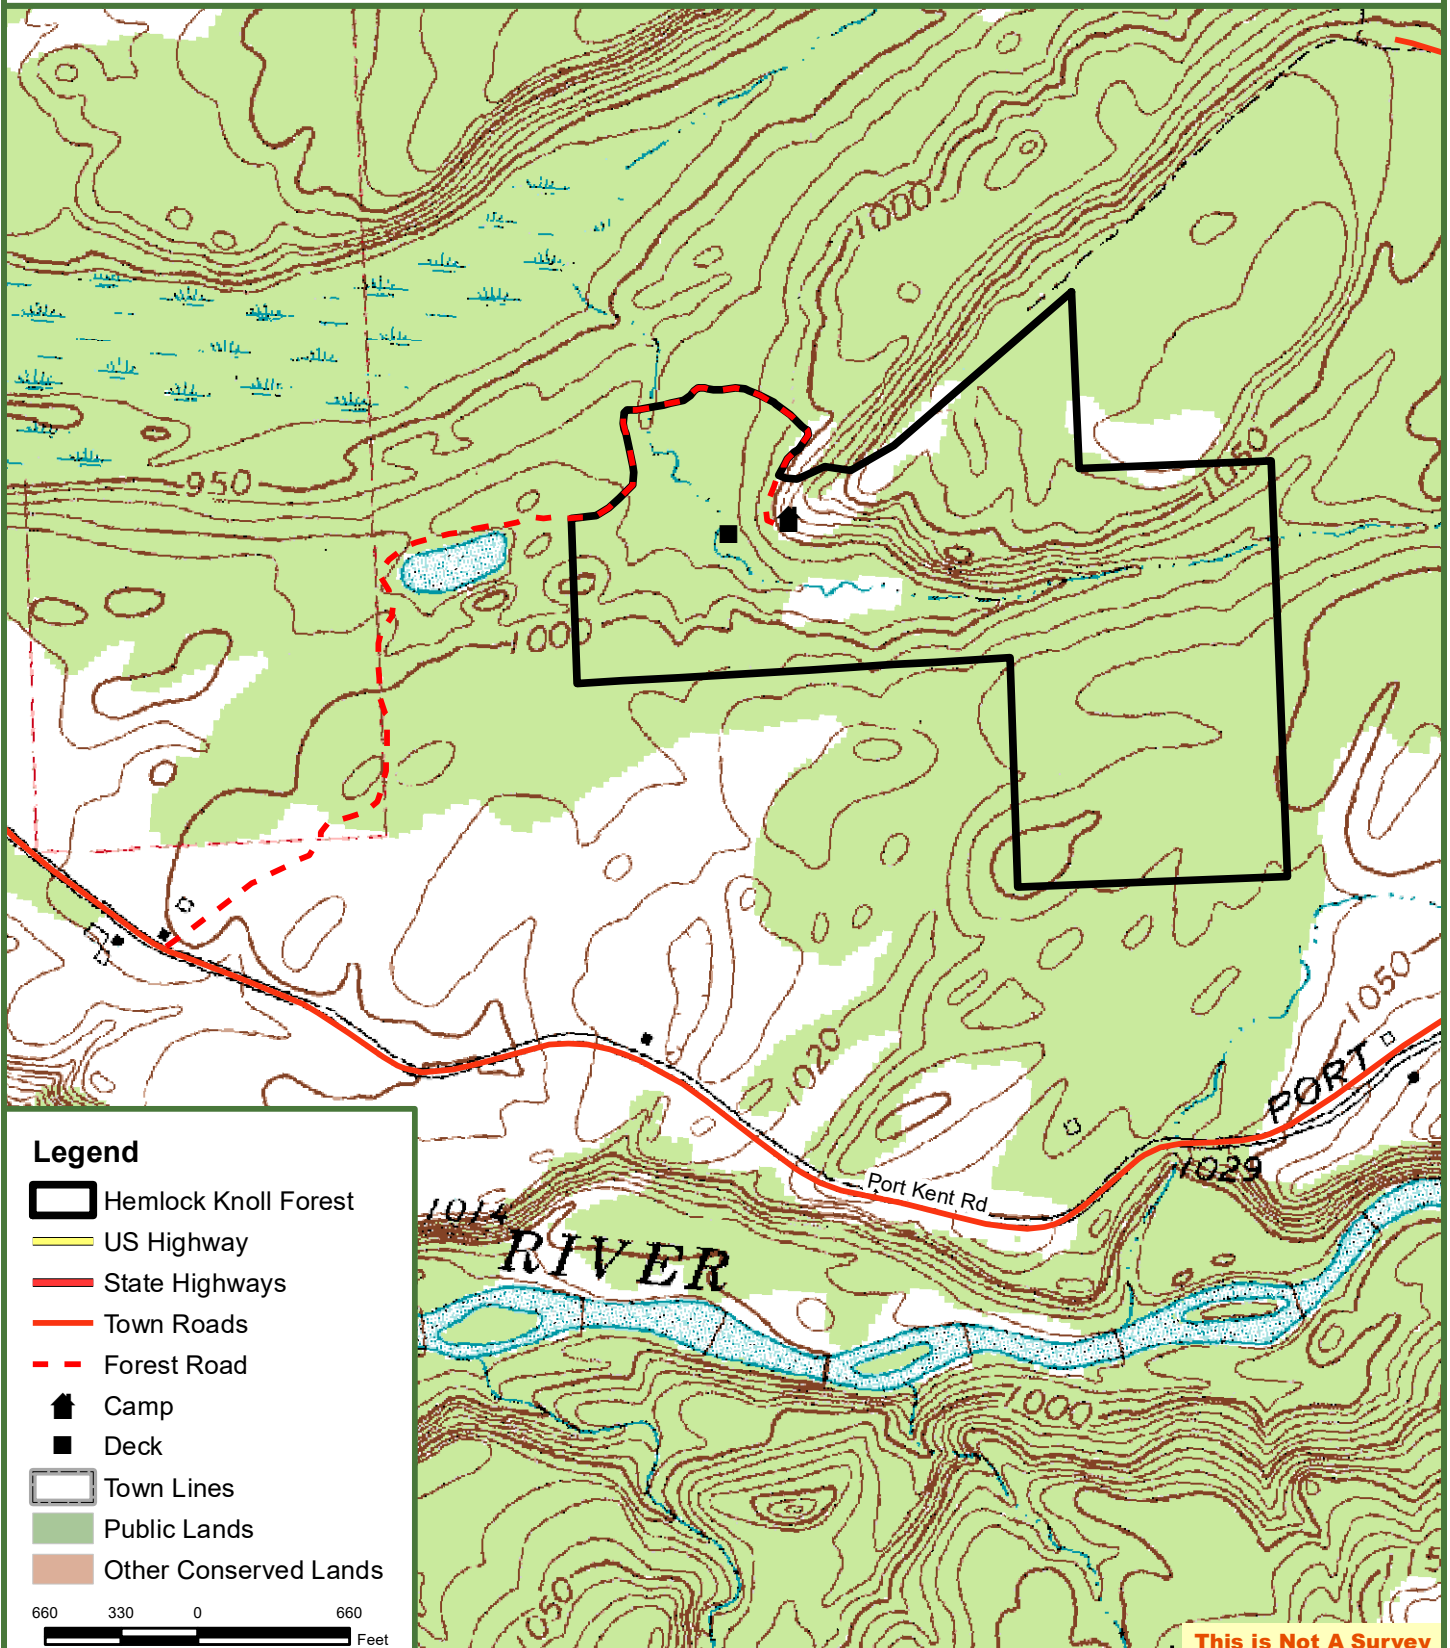 1000
950
1050
1000
1050
1020
PORT
1029
Port Kent Rd
1014
RIVER
1000
1050
Legend
Hemlock Knoll Forest
US Highway
State Highways
Town Roads
Forest Road
Camp
Deck
Town Lines
Public Lands
Other Conserved Lands
660 330 0 660
Feet
This is Not A Survey